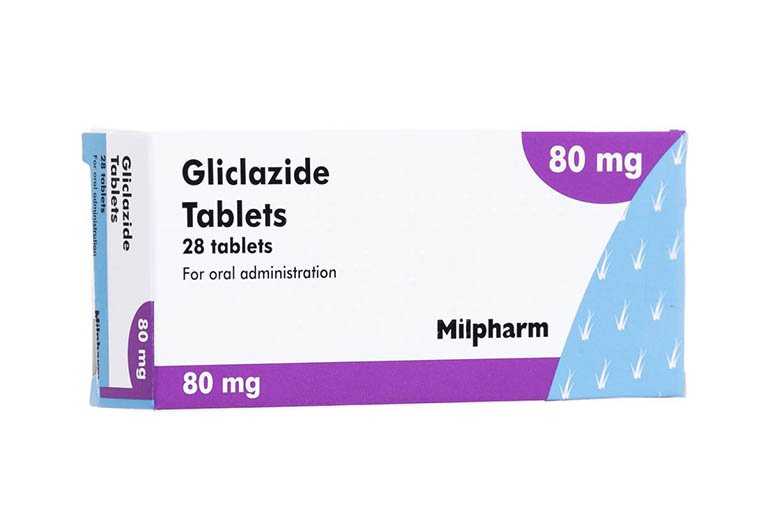 Gliclazide
Tablets
28 tablets
For oral administration
80 mg
Milpharm
80 mg
Gliclazide
Tablets
28 tablets
For oral administration
Milpharm
80 mg